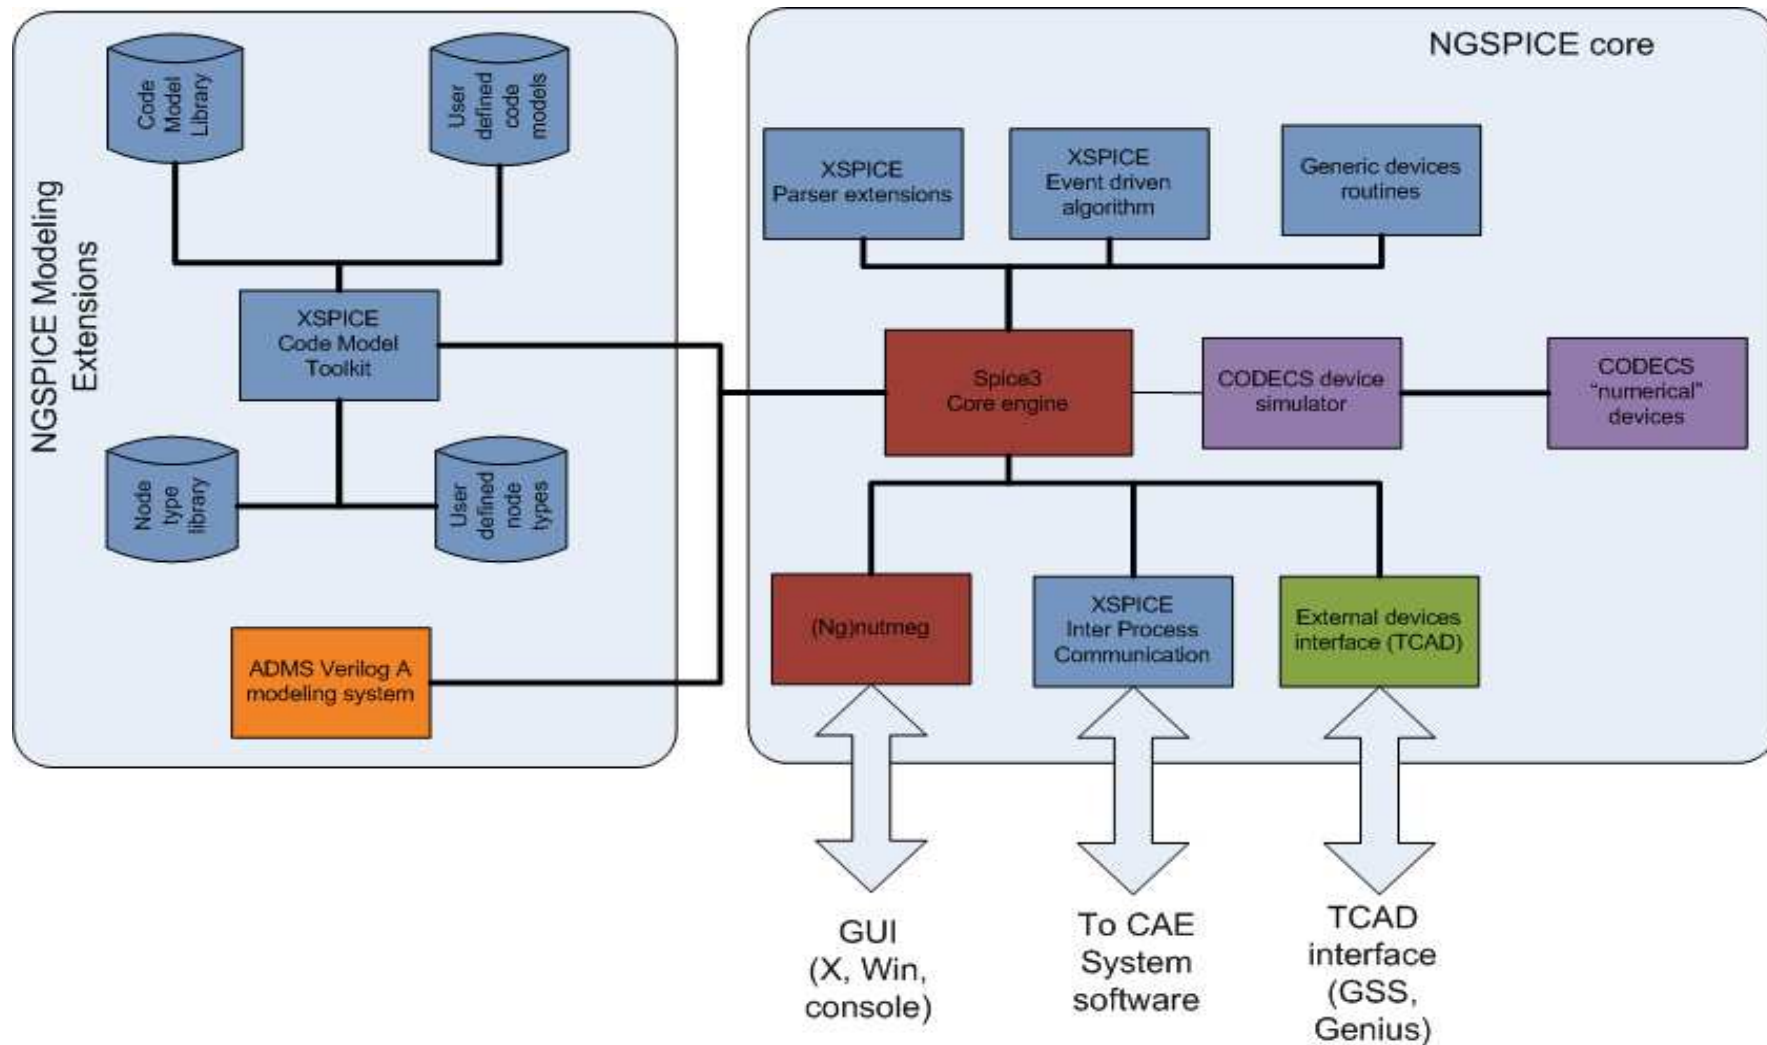 NGSPICE Modeling
Extensions
Code
Model
Library
User
defined
code
models
XSPICE
Code Model
Toolkit
Node
type
library
User
defined
node
types
ADMS Verilog A
modeling system
NGSPICE core
XSPICE
Parser extensions
XSPICE
Event driven
algorithm
Generic devices
routines
Spice3
Core engine
CODECS device
simulator
CODECS
“numerical”
devices
(Ng)nutmeg
XSPICE
Inter Process
Communication
External devices
interface (TCAD)
GUI
(X, Win,
console)
To CAE
System
software
TCAD
interface
(GSS,
Genius)